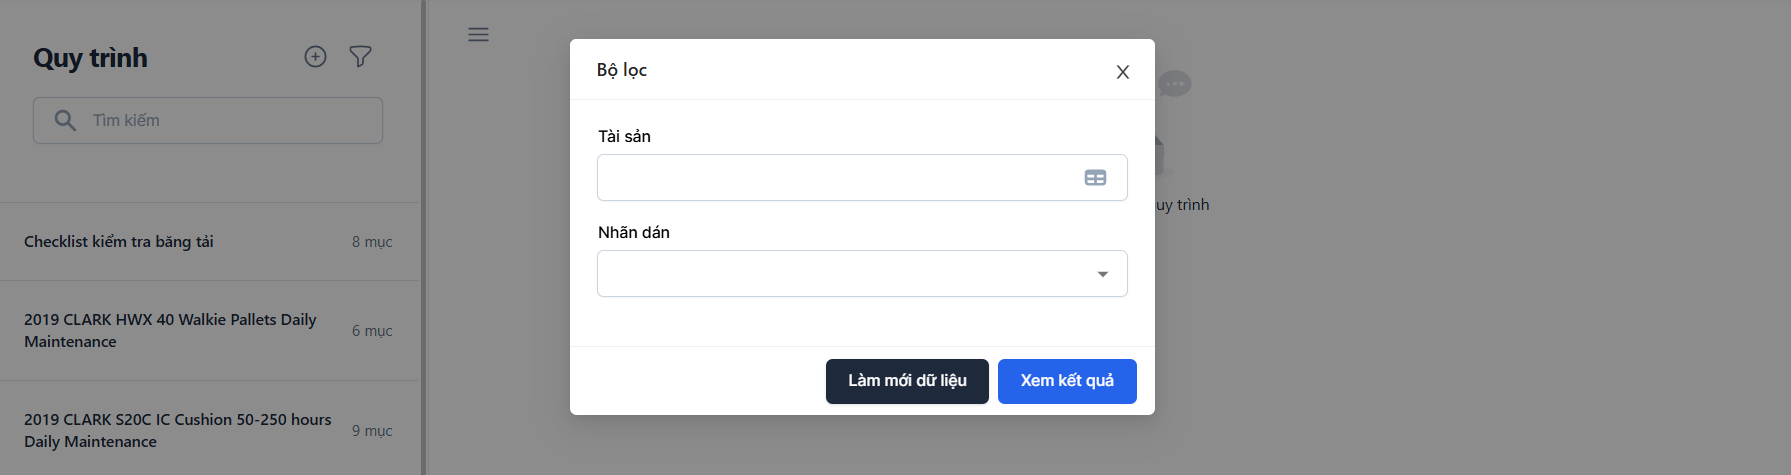 Quy trình
Tìm kiếm
Checklist kiểm tra băng tải
8 mục
2019 CLARK HWX 40 Walkie Pallets Daily
Maintenance
6 mục
2019 CLARK S20C IC Cushion 50-250 hours
Daily Maintenance
9 mục
Bộ lọc
Tài sản
Nhãn dán
Làm mới dữ liệu
Xem kết quả
uy trình